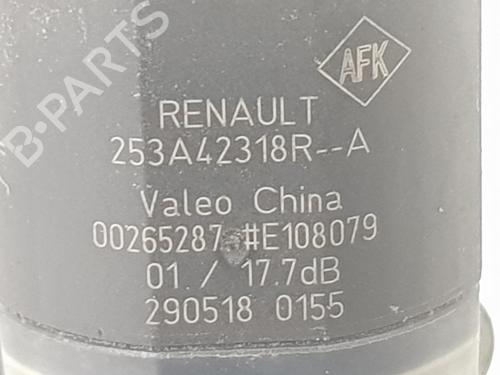 B-PARTS
AFK
RENAULT
253A42318R--A
Valeo China
00265287 #E108079
01 / 17.7dB
290518 0155